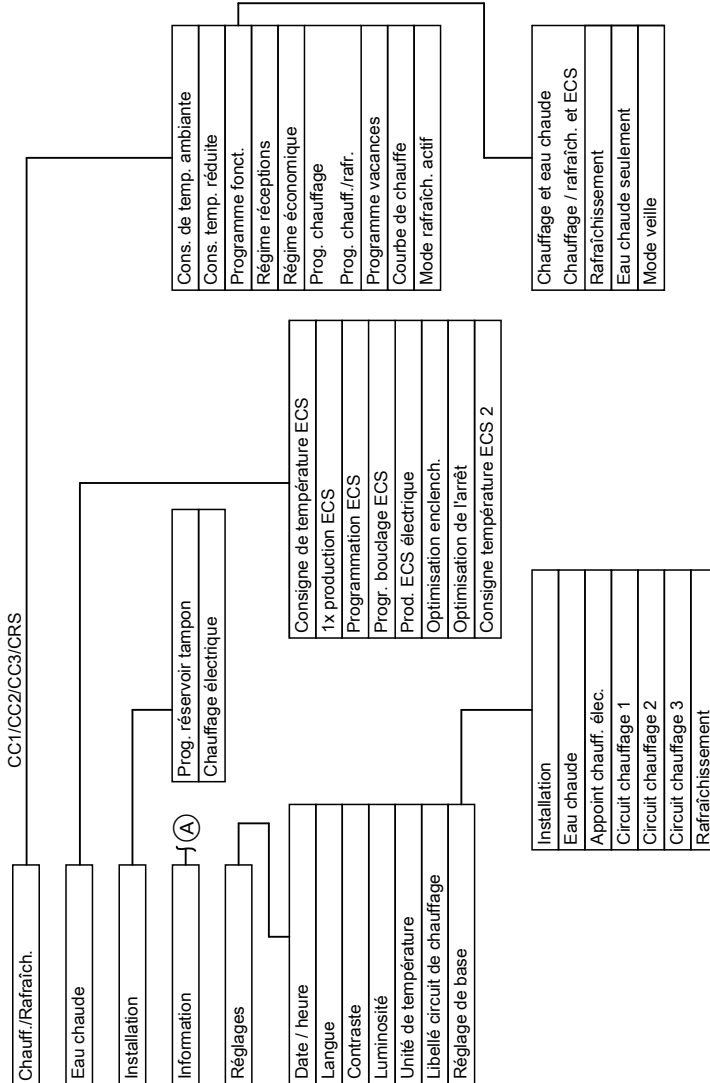 Chauff./Rafraîch.
CC1/CC2/CC3/CRS
Cons. de temp. ambiante
Cons. temp. réduite
Programme fonct.
Régime réceptions
Régime économique
Prog. chauffage
Prog. chauff./rafr.
Programme vacances
Courbe de chauffe
Mode rafraîch. actif
Chauffage et eau chaude
Chauffage / rafraîch. et ECS
Rafraîchissement
Eau chaude seulement
Mode veille
Eau chaude
Consigne de température ECS
1x production ECS
Programmation ECS
Progr. bouclage ECS
Prod. ECS électrique
Optimisation enclench.
Optimisation de l'arrêt
Consigne température ECS 2
Installation
Prog. réservoir tampon
Chauffage électrique
Information
A
Réglages
Date / heure
Langue
Contraste
Luminosité
Unité de température
Libellé circuit de chauffage
Réglage de base
Installation
Eau chaude
Appoint chauff. élec.
Circuit chauffage 1
Circuit chauffage 2
Circuit chauffage 3
Rafraîchissement